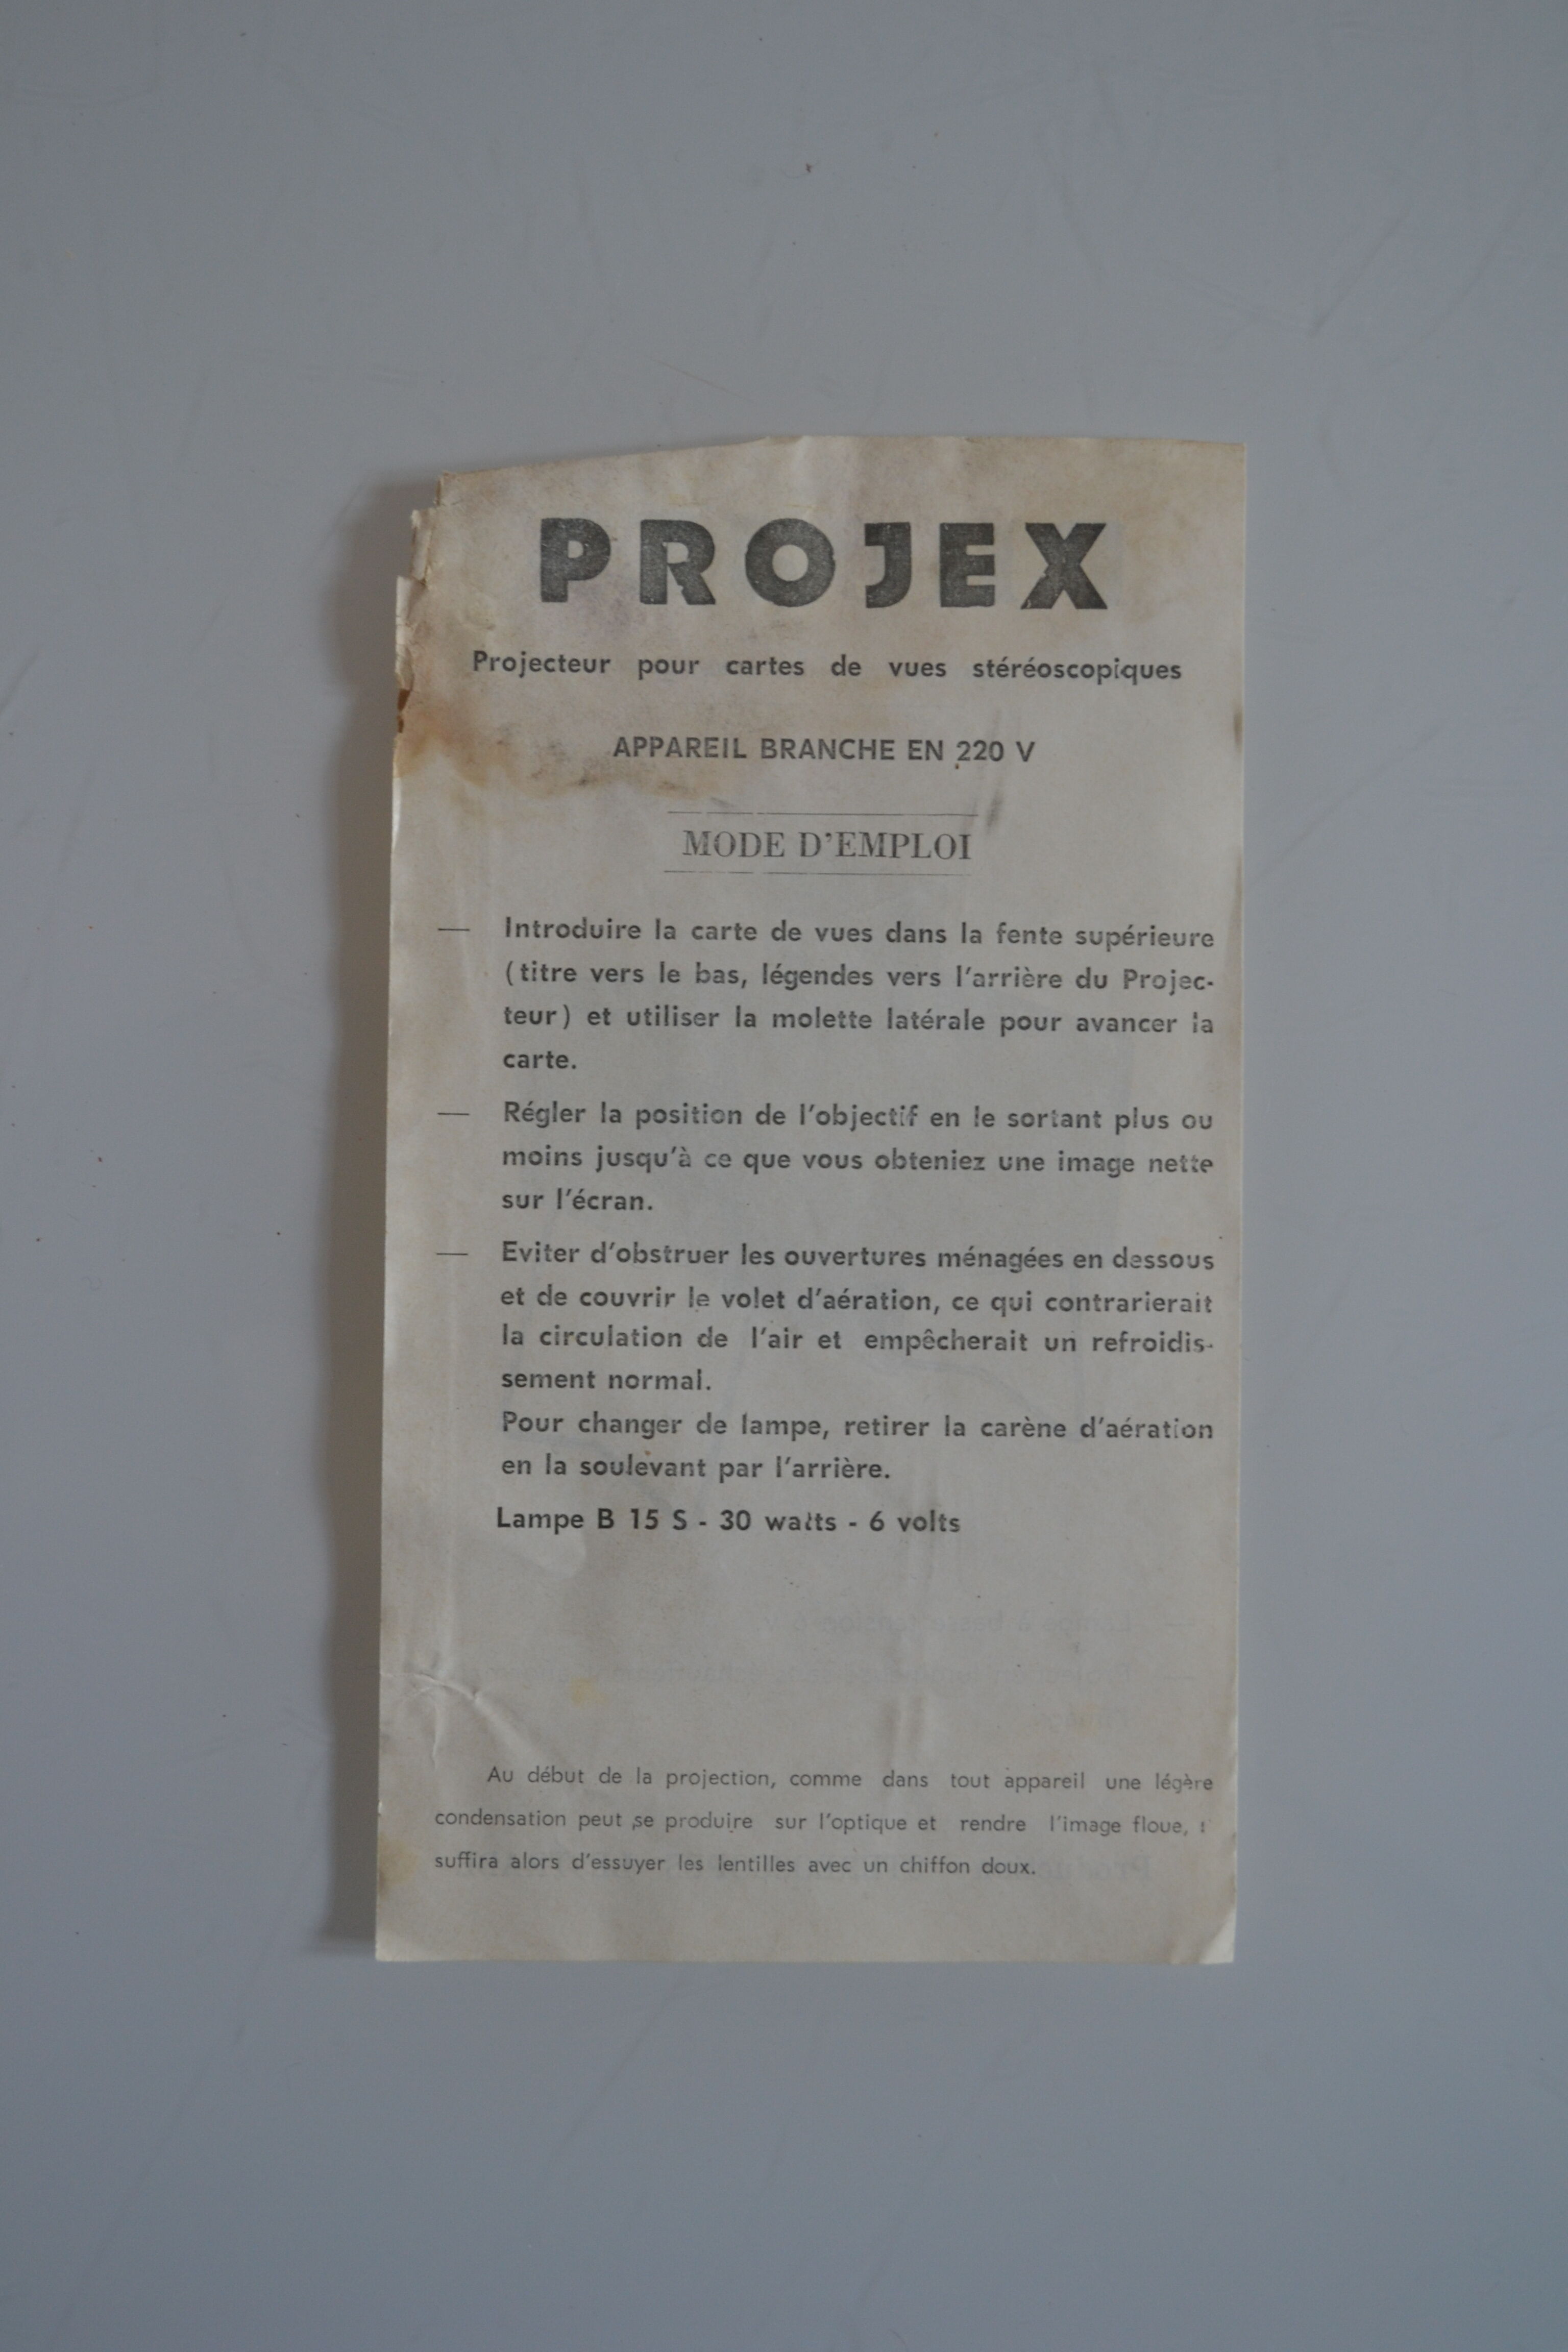 PROJEX
Projecteur pour cartes de vues stéréoscopiques
APPAREIL BRANCHE EN 220 V
MODE D'EMPLOI
— Introduire la carte de vues dans la fente supérieure
(titre vers le bas, légendes vers l'arrière du Projec-
teur) et utiliser la molette latérale pour avancer la
carte.
— Régler la position de l'objectif en le sortant plus ou
moins jusqu'à ce que vous obteniez une image nette
sur l'écran.
— Eviter d'obstruer les ouvertures ménagées en dessous
et de couvrir le volet d'aération, ce qui contrarierait
la circulation de l'air et empêcherait un refroidis-
sement normal.
Pour changer de lampe, retirer la carène d'aération
en la soulevant par l'arrière.
Lampe B 15 S - 30 watts - 6 volts
Au début de la projection, comme dans tout appareil une légère
condensation peut se produire sur l'optique et rendre l'image floue,
suffira alors d'essuyer les lentilles avec un chiffon doux.